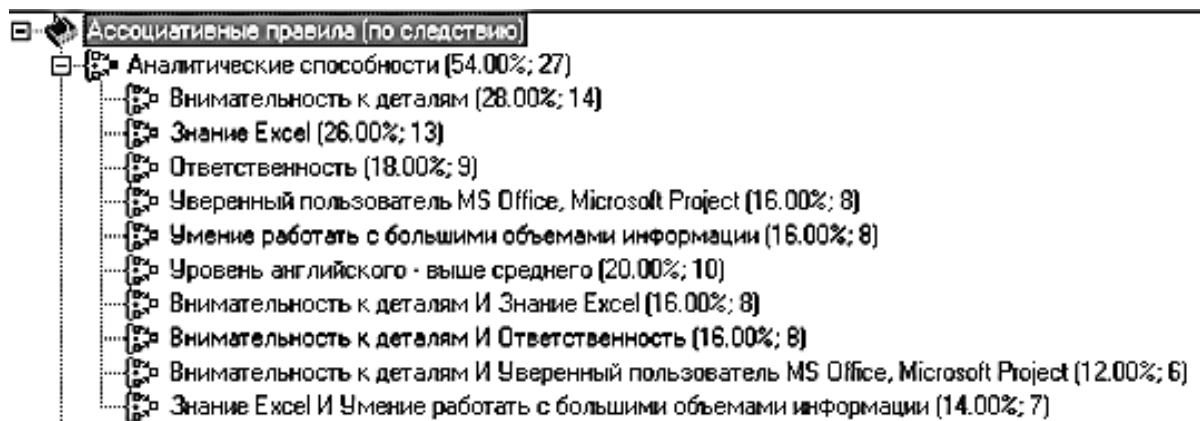 Ассоциативные правила (по следствию)
Аналитические способности (54.00%; 27)
Внимательность к деталям (28.00%; 14)
Знание Excel (26.00%; 13)
Ответственность (18.00%; 9)
Уверенный пользователь MS Office, Microsoft Project (16.00%; 8)
Умение работать с большими объемами информации (16.00%; 8)
Уровень английского - выше среднего (20.00%; 10)
Внимательность к деталям И Знание Excel (16.00%; 8)
Внимательность к деталям И Ответственность (16.00%; 8)
Внимательность к деталям И Уверенный пользователь MS Office, Microsoft Project (12.00%; 6)
Знание Excel И Умение работать с большими объемами информации (14.00%; 7)